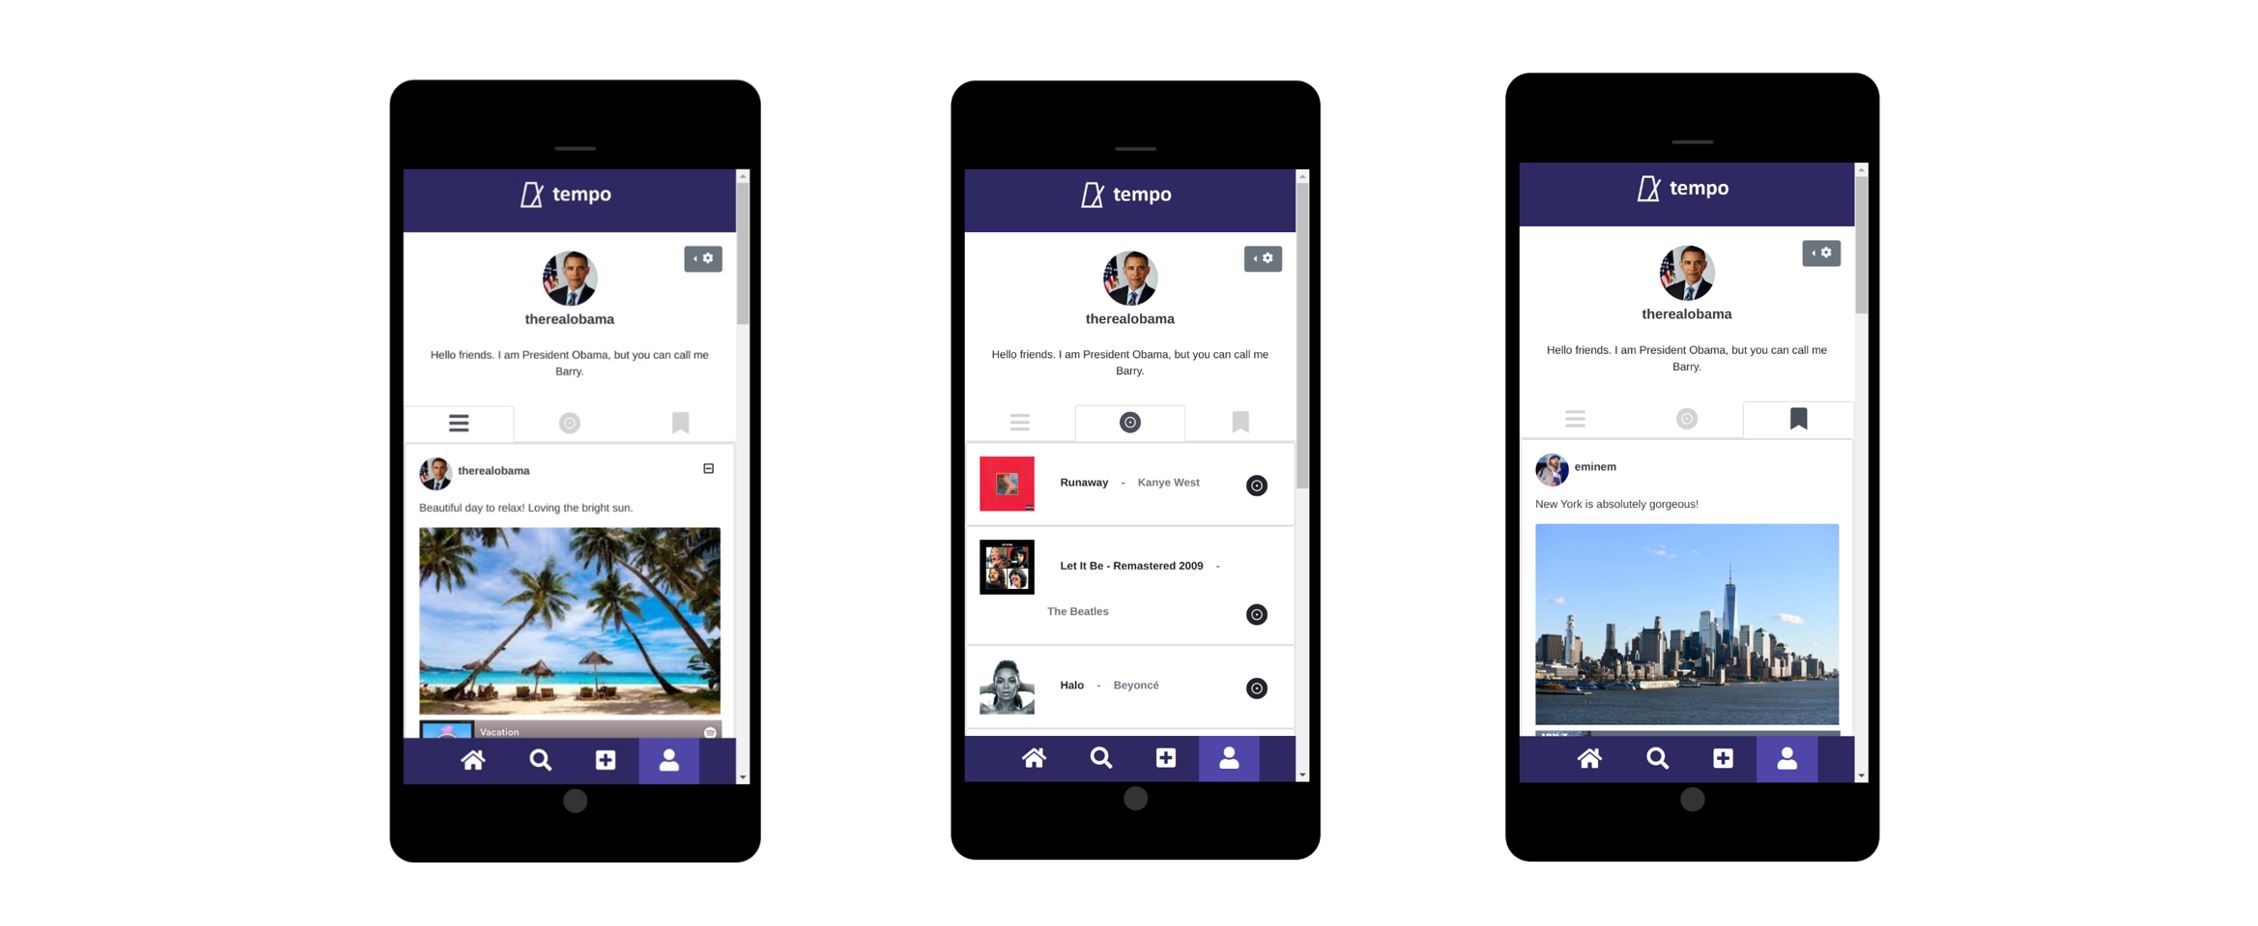 tempo
therealobama
Hello friends. I am President Obama, but you can call me
Barry.
therealobama
Beautiful day to relax! Loving the bright sun.
Vacation
tempo
therealobama
Hello friends. I am President Obama, but you can call me
Barry.
Runaway - Kanye West
Let It Be - Remastered 2009 -
The Beatles
Halo - Beyoncé
tempo
therealobama
Hello friends. I am President Obama, but you can call me
Barry.
eminem
New York is absolutely gorgeous!